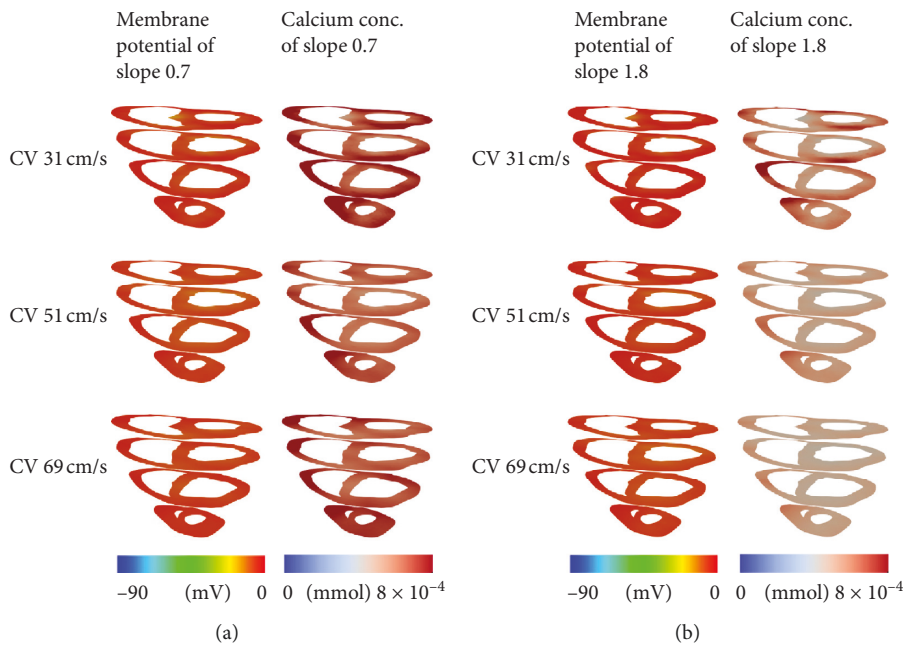 Membrane
potential of
slope 0.7
Calcium conc.
of slope 0.7
CV 31 cm/s
CV 51 cm/s
CV 69 cm/s
−90 (mV) 0
0 (mmol) 8 × 10⁻⁴
(a)
Membrane
potential of
slope 1.8
Calcium conc.
of slope 1.8
CV 31 cm/s
CV 51 cm/s
CV 69 cm/s
−90 (mV) 0
0 (mmol) 8 × 10⁻⁴
(b)